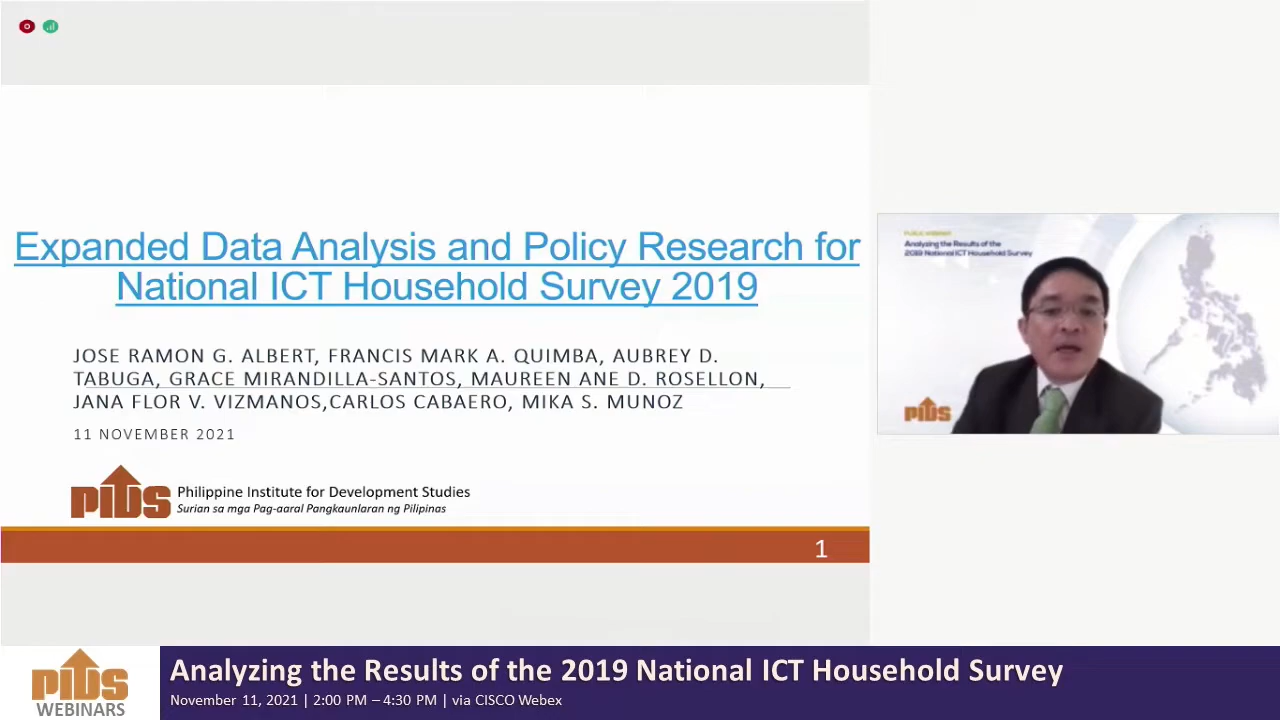 Expanded Data Analysis and Policy Research for
National ICT Household Survey 2019
JOSE RAMON G. ALBERT, FRANCIS MARK A. QUIMBA, AUBREY D.
TABUGA, GRACE MIRANDILLA-SANTOS, MAUREEN ANE D. ROSELLON,
JANA FLOR V. VIZMANOS,CARLOS CABAERO, MIKA S. MUNOZ
11 NOVEMBER 2021
PIDS
Philippine Institute for Development Studies
Surian sa mga Pag-aaral Pangkaunlaran ng Pilipinas
1
PUBLIC WEBINAR
Analyzing the Results of the
2019 National ICT Household Survey
PIDS
PIDS
WEBINARS
Analyzing the Results of the 2019 National ICT Household Survey
November 11, 2021 | 2:00 PM – 4:30 PM | via CISCO Webex